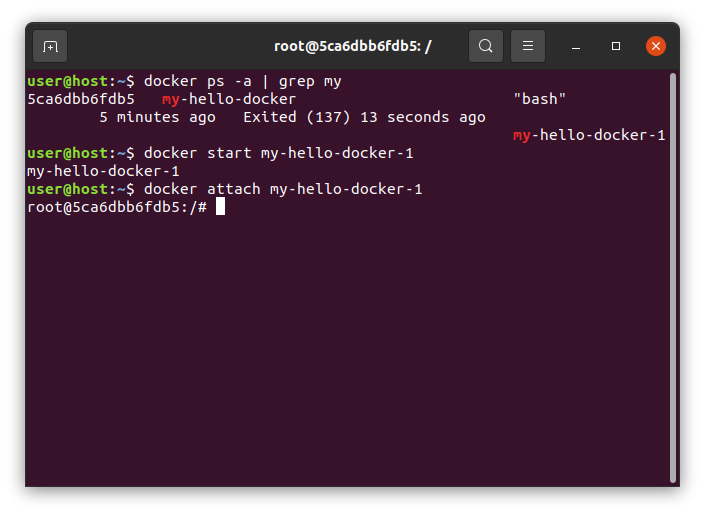 root@5ca6dbb6fdb5: /
user@host:~$ docker ps -a | grep my
5ca6dbb6fdb5   my-hello-docker                        "bash"
        5 minutes ago   Exited (137) 13 seconds ago
                                                      my-hello-docker-1
user@host:~$ docker start my-hello-docker-1
my-hello-docker-1
user@host:~$ docker attach my-hello-docker-1
root@5ca6dbb6fdb5:/#